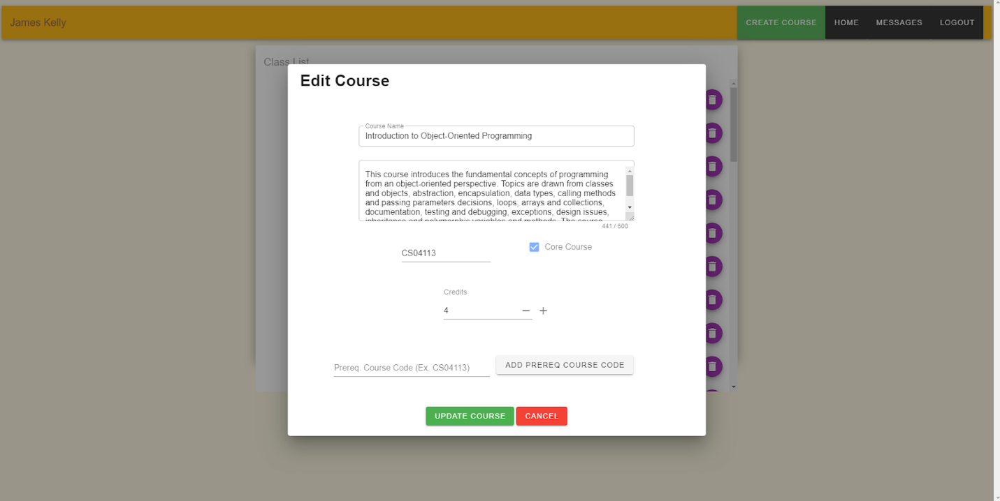 James Kelly
CREATE COURSE
HOME
MESSAGES
LOGOUT
Class List
Edit Course
Course Name
Introduction to Object-Oriented Programming
This course introduces the fundamental concepts of programming
from an object-oriented perspective. Topics are drawn from classes
and objects, abstraction, encapsulation, data types, calling methods
and passing parameters decisions, loops, arrays and collections,
documentation, testing and debugging, exceptions, design issues,
inheritance and polymorphic variables and methods. The course
441 / 600
CS04113
Core Course
Credits
4
Prereq. Course Code (Ex. CS04113)
ADD PREREQ COURSE CODE
UPDATE COURSE
CANCEL